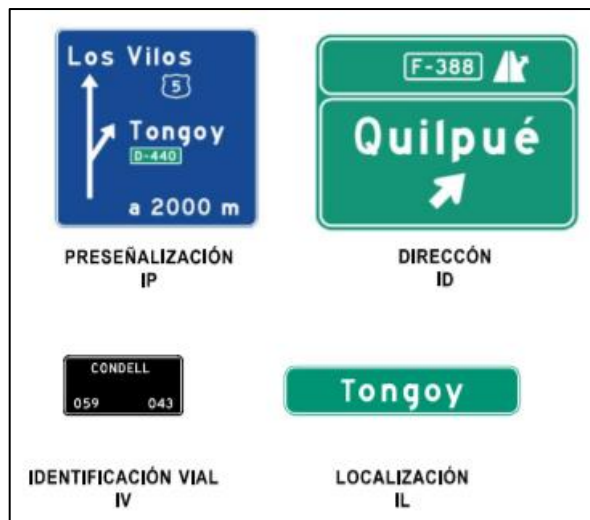 Los Vilos
5
Tongoy
D-440
a 2000 m
PRESEÑALIZACIÓN
IP
F-388
Quilpué
DIRECCÓN
ID
CONDELL
059 043
IDENTIFICACIÓN VIAL
IV
Tongoy
LOCALIZACIÓN
IL